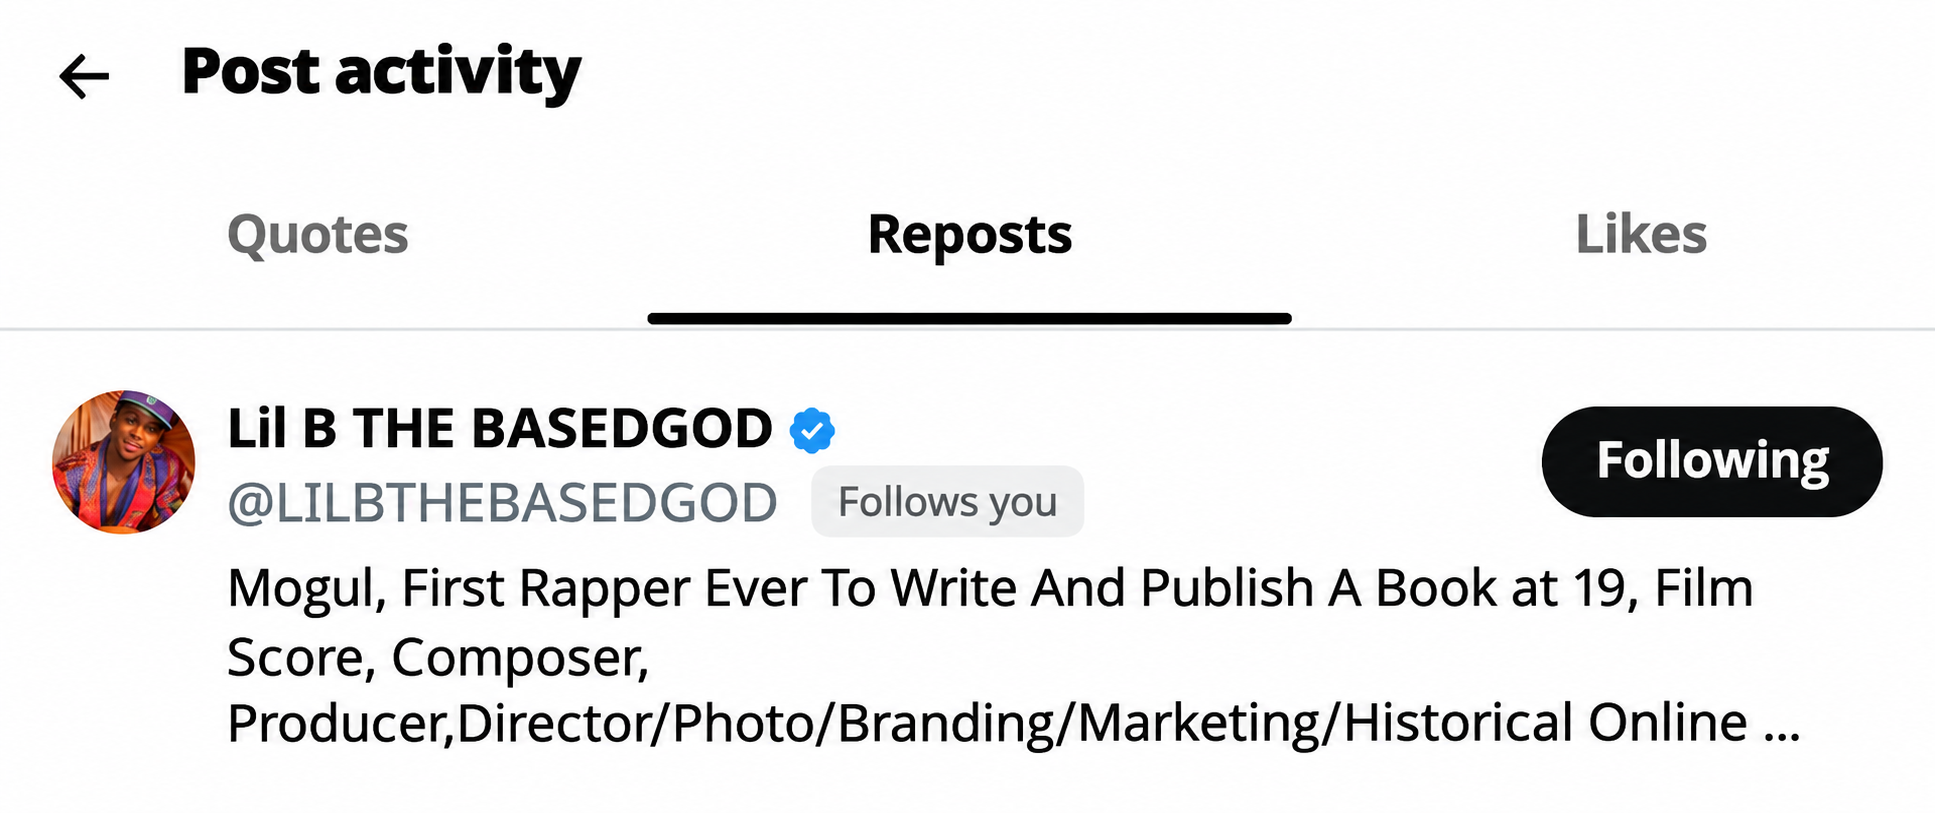 Post activity
Quotes Reposts Likes
Lil B THE BASEDGOD
@LILBTHEBASEDGOD Follows you
Following
Mogul, First Rapper Ever To Write And Publish A Book at 19, Film
Score, Composer,
Producer,Director/Photo/Branding/Marketing/Historical Online ...